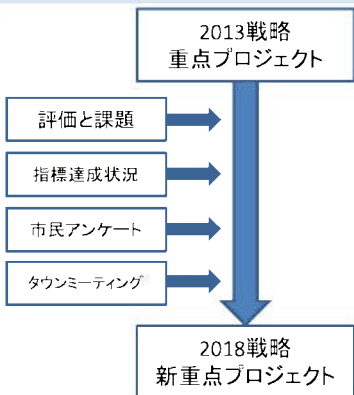 2013戦略
重点プロジェクト
評価と課題
指標達成状況
市民アンケート
タウンミーティング
2018戦略
新重点プロジェクト